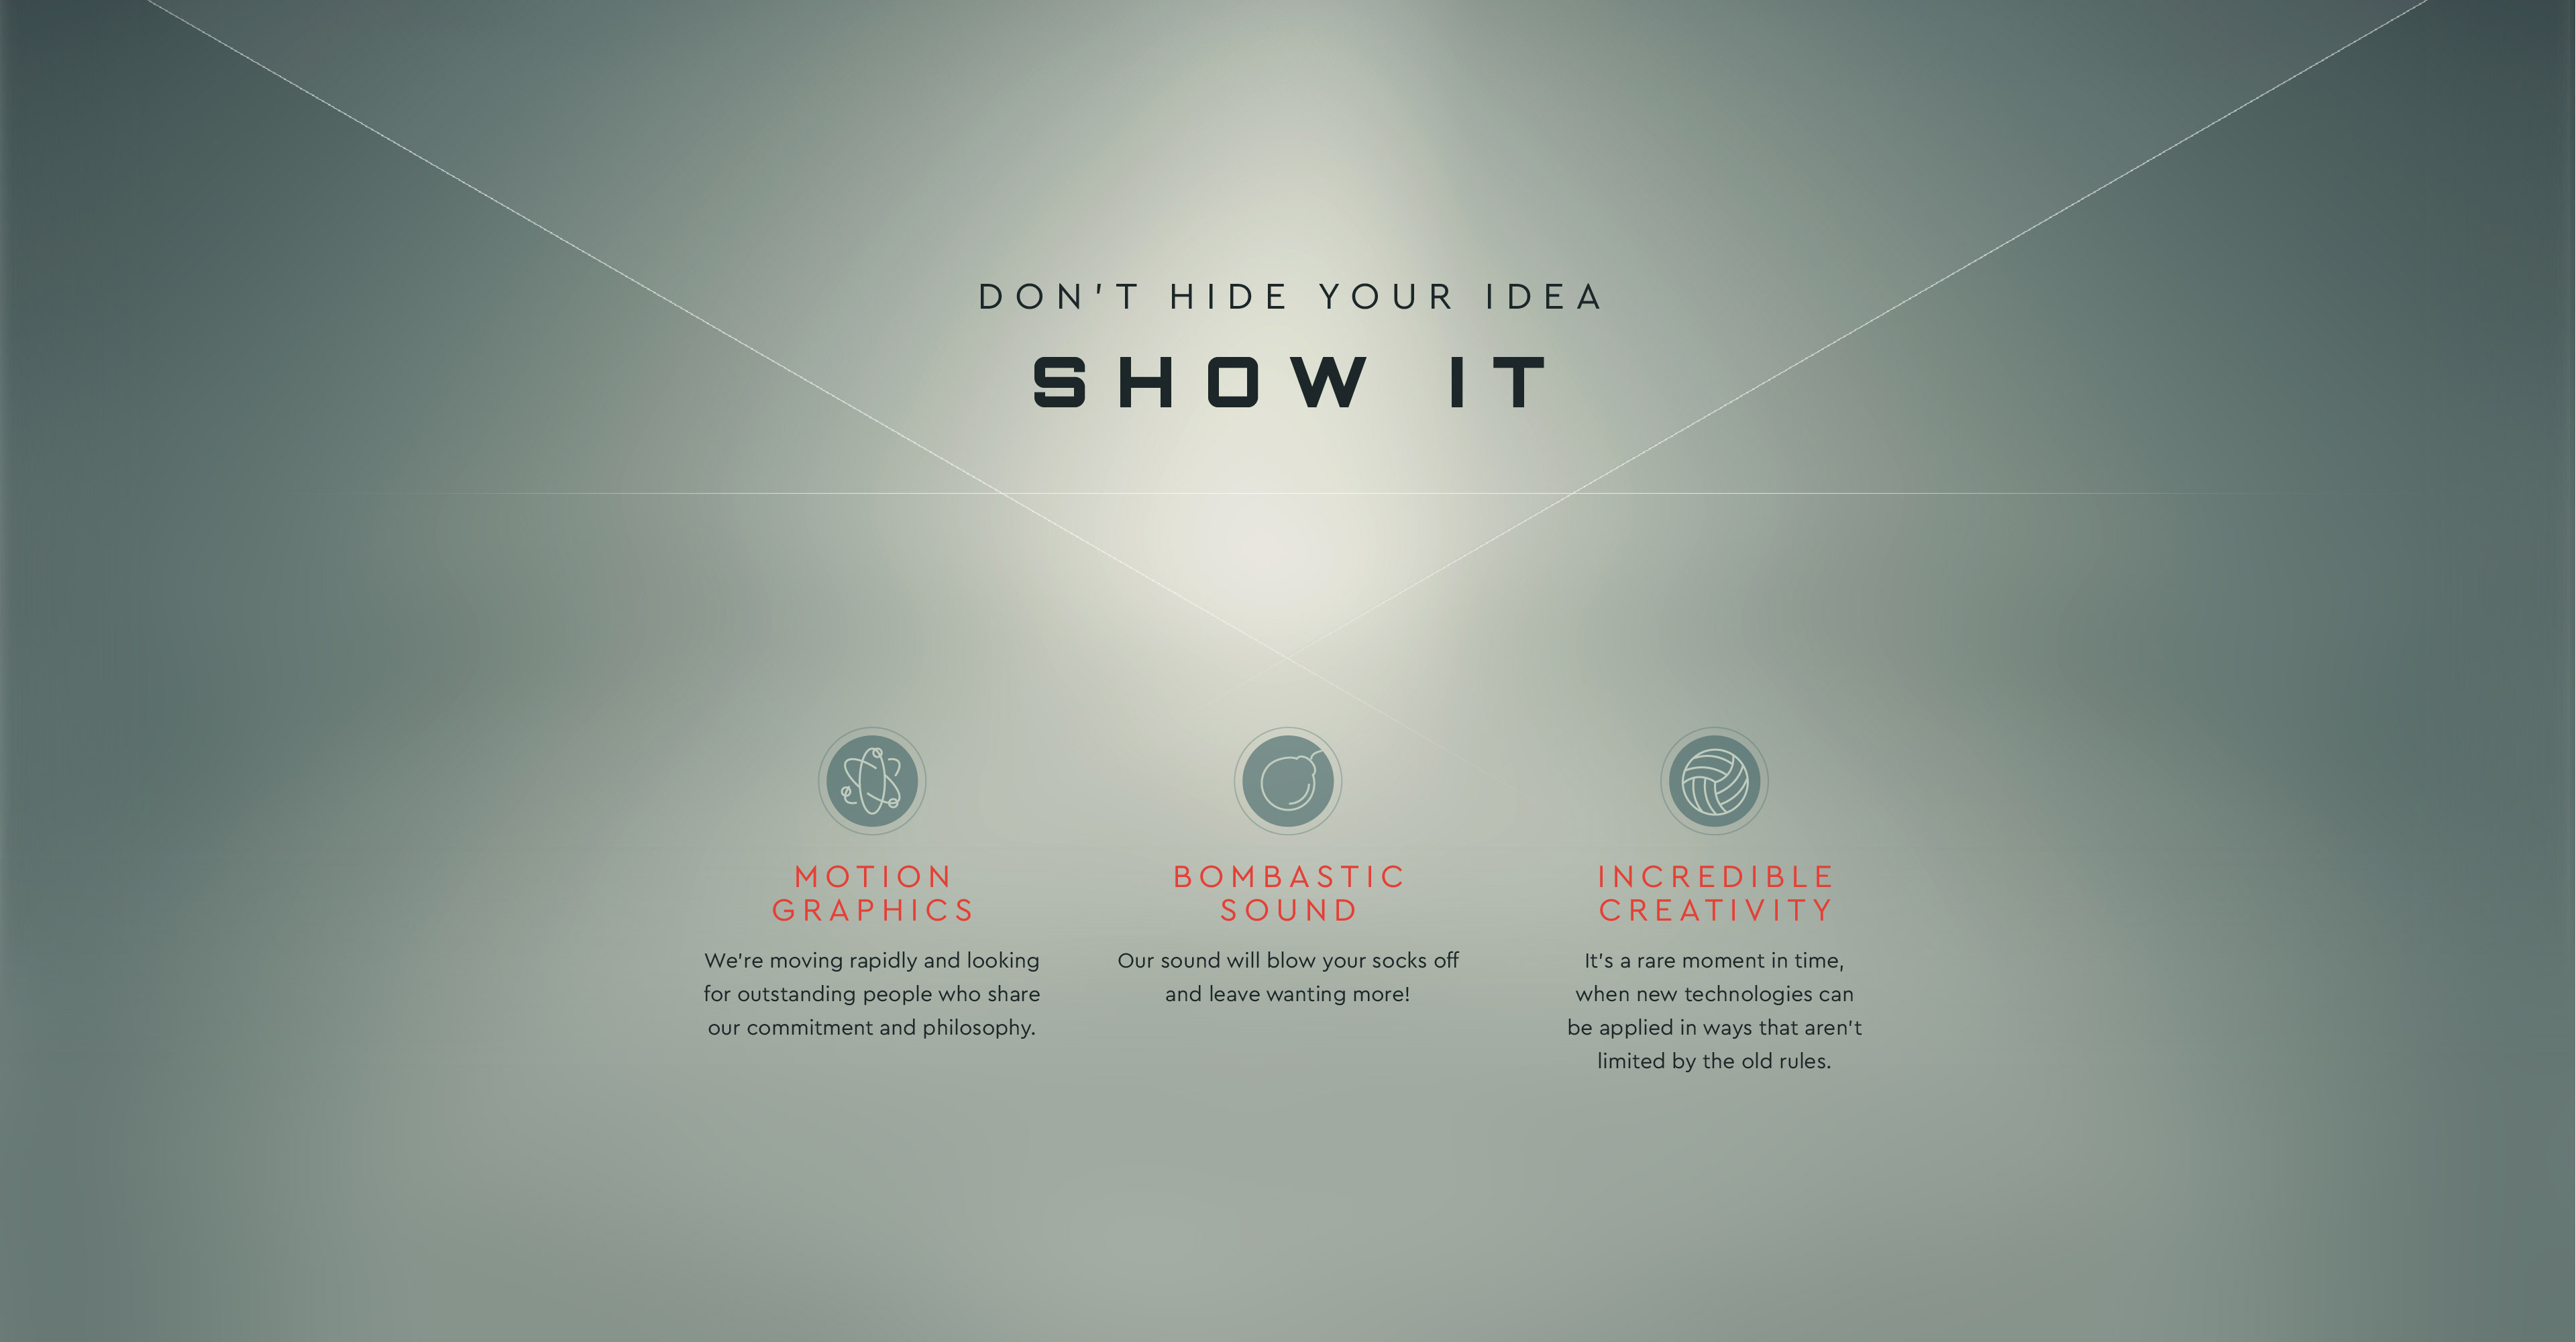 DON'T HIDE YOUR IDEA
SHOW IT
MOTION
GRAPHICS
We're moving rapidly and looking
for outstanding people who share
our commitment and philosophy.
BOMBASTIC
SOUND
Our sound will blow your socks off
and leave wanting more!
INCREDIBLE
CREATIVITY
It's a rare moment in time,
when new technologies can
be applied in ways that aren't
limited by the old rules.